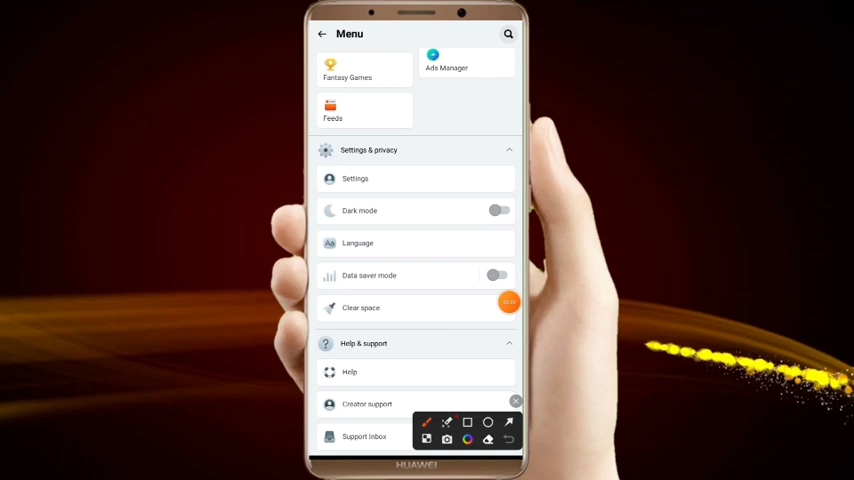 Menu
Fantasy Games
Ads Manager
Feeds
Settings & privacy
Settings
Dark mode
Aa
Language
Data saver mode
Clear space
?
Help & support
Help
Creator support
Support Inbox
HUAWEI